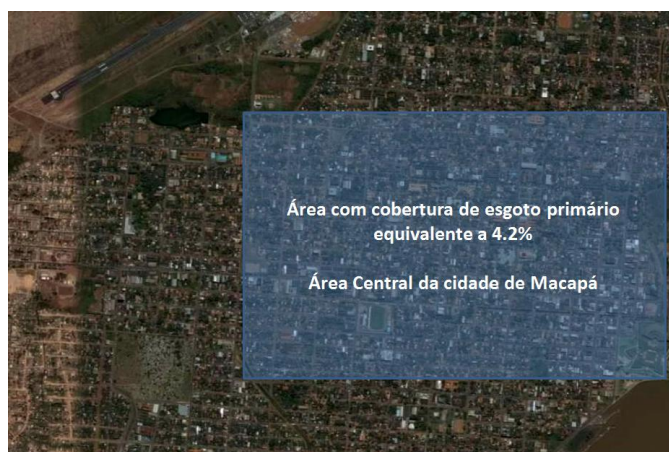 Área com cobertura de esgoto primário
equivalente a 4.2%
Área Central da cidade de Macapá